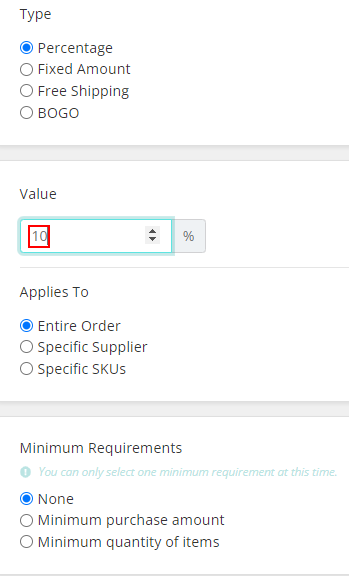 Type
Percentage
Fixed Amount
Free Shipping
BOGO
Value
10 %
Applies To
Entire Order
Specific Supplier
Specific SKUs
Minimum Requirements
You can only select one minimum requirement at this time.
None
Minimum purchase amount
Minimum quantity of items